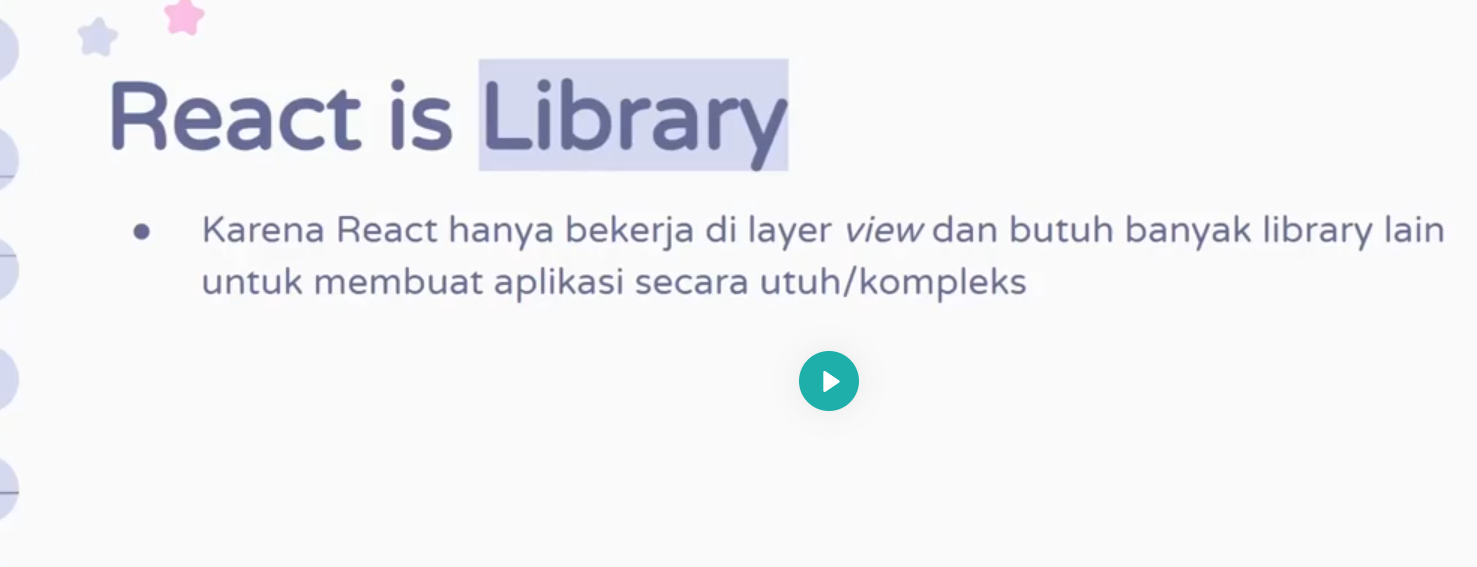 React is Library
● Karena React hanya bekerja di layer view dan butuh banyak library lain
untuk membuat aplikasi secara utuh/kompleks